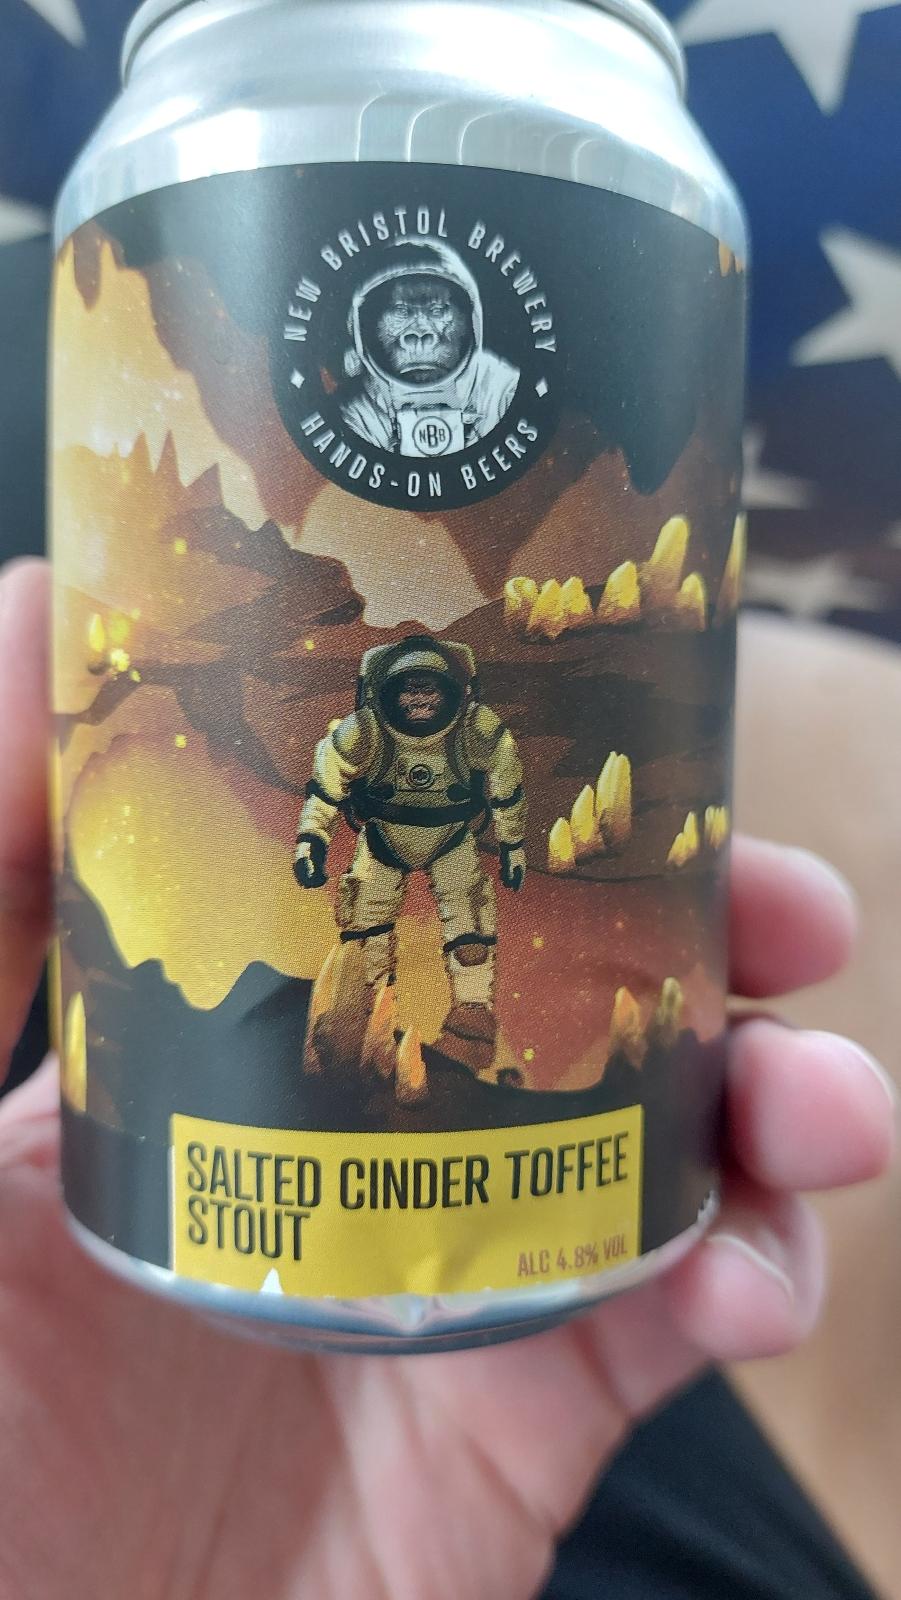 NEW BRISTOL BREWERY
HANDS-ON BEERS
NBB
SALTED CINDER TOFFEE
STOUT
ALC 4.8% VOL